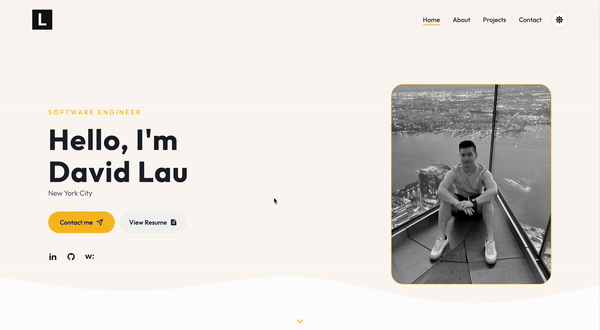 L
Home About Projects Contact
SOFTWARE ENGINEER
Hello, I'm
David Lau
New York City
Contact me View Resume
in
w: